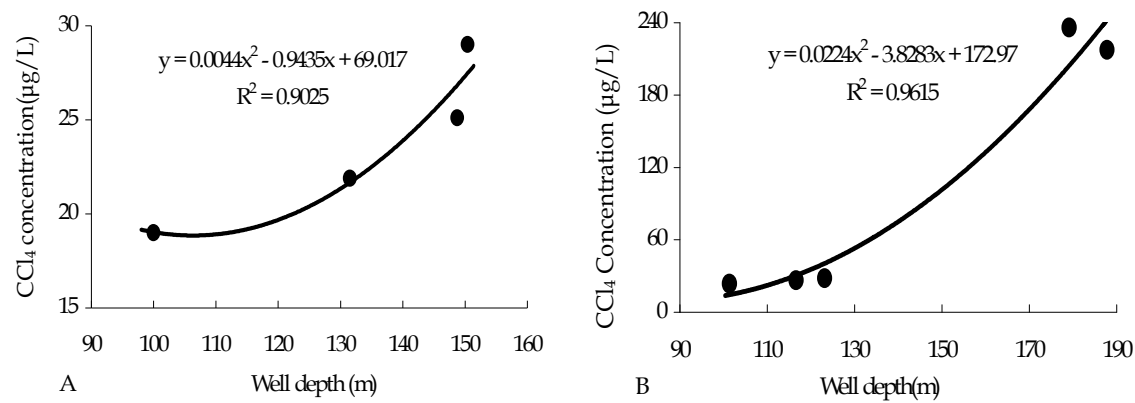 30
25
20
15
CCl₄ concentration(µg/L)
y = 0.0044x² - 0.9435x + 69.017
R² = 0.9025
90 100 110 120 130 140 150 160
A
Well depth (m)
240
180
120
60
0
CCl₄ Concentration (µg/L)
y = 0.0224x² - 3.8283x + 172.97
R² = 0.9615
90 110 130 150 170 190
B
Well depth(m)